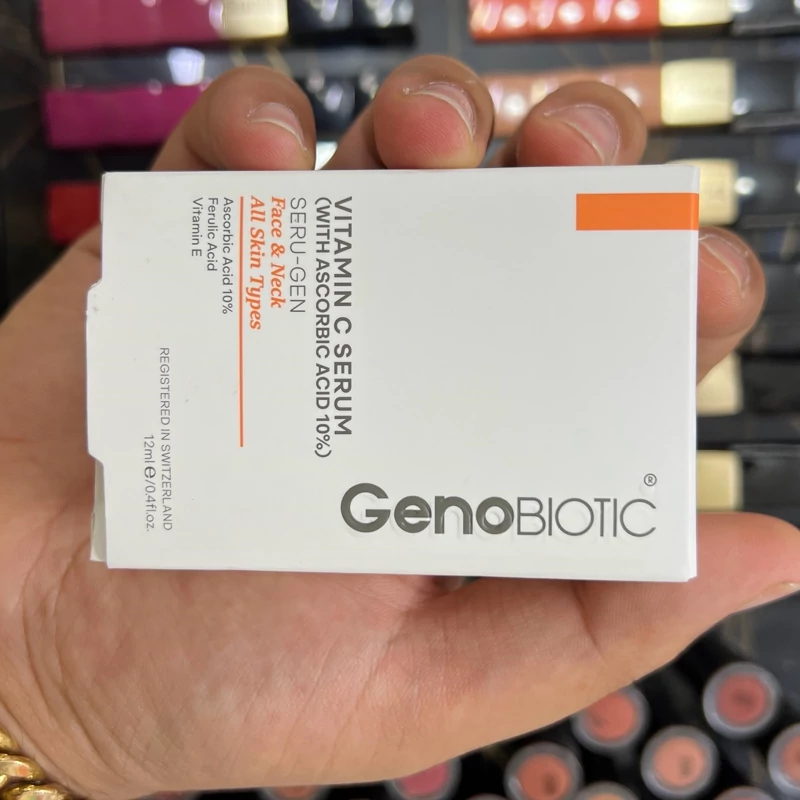 GenoBIOTIC®
VITAMIN C SERUM
(WITH ASCORBIC ACID 10%)
SERU-GEN
Face & Neck
All Skin Types
Ascorbic Acid 10%
Ferulic Acid
Vitamin E
REGISTERED IN SWITZERLAND
12ml ℮/0.4fl.oz.